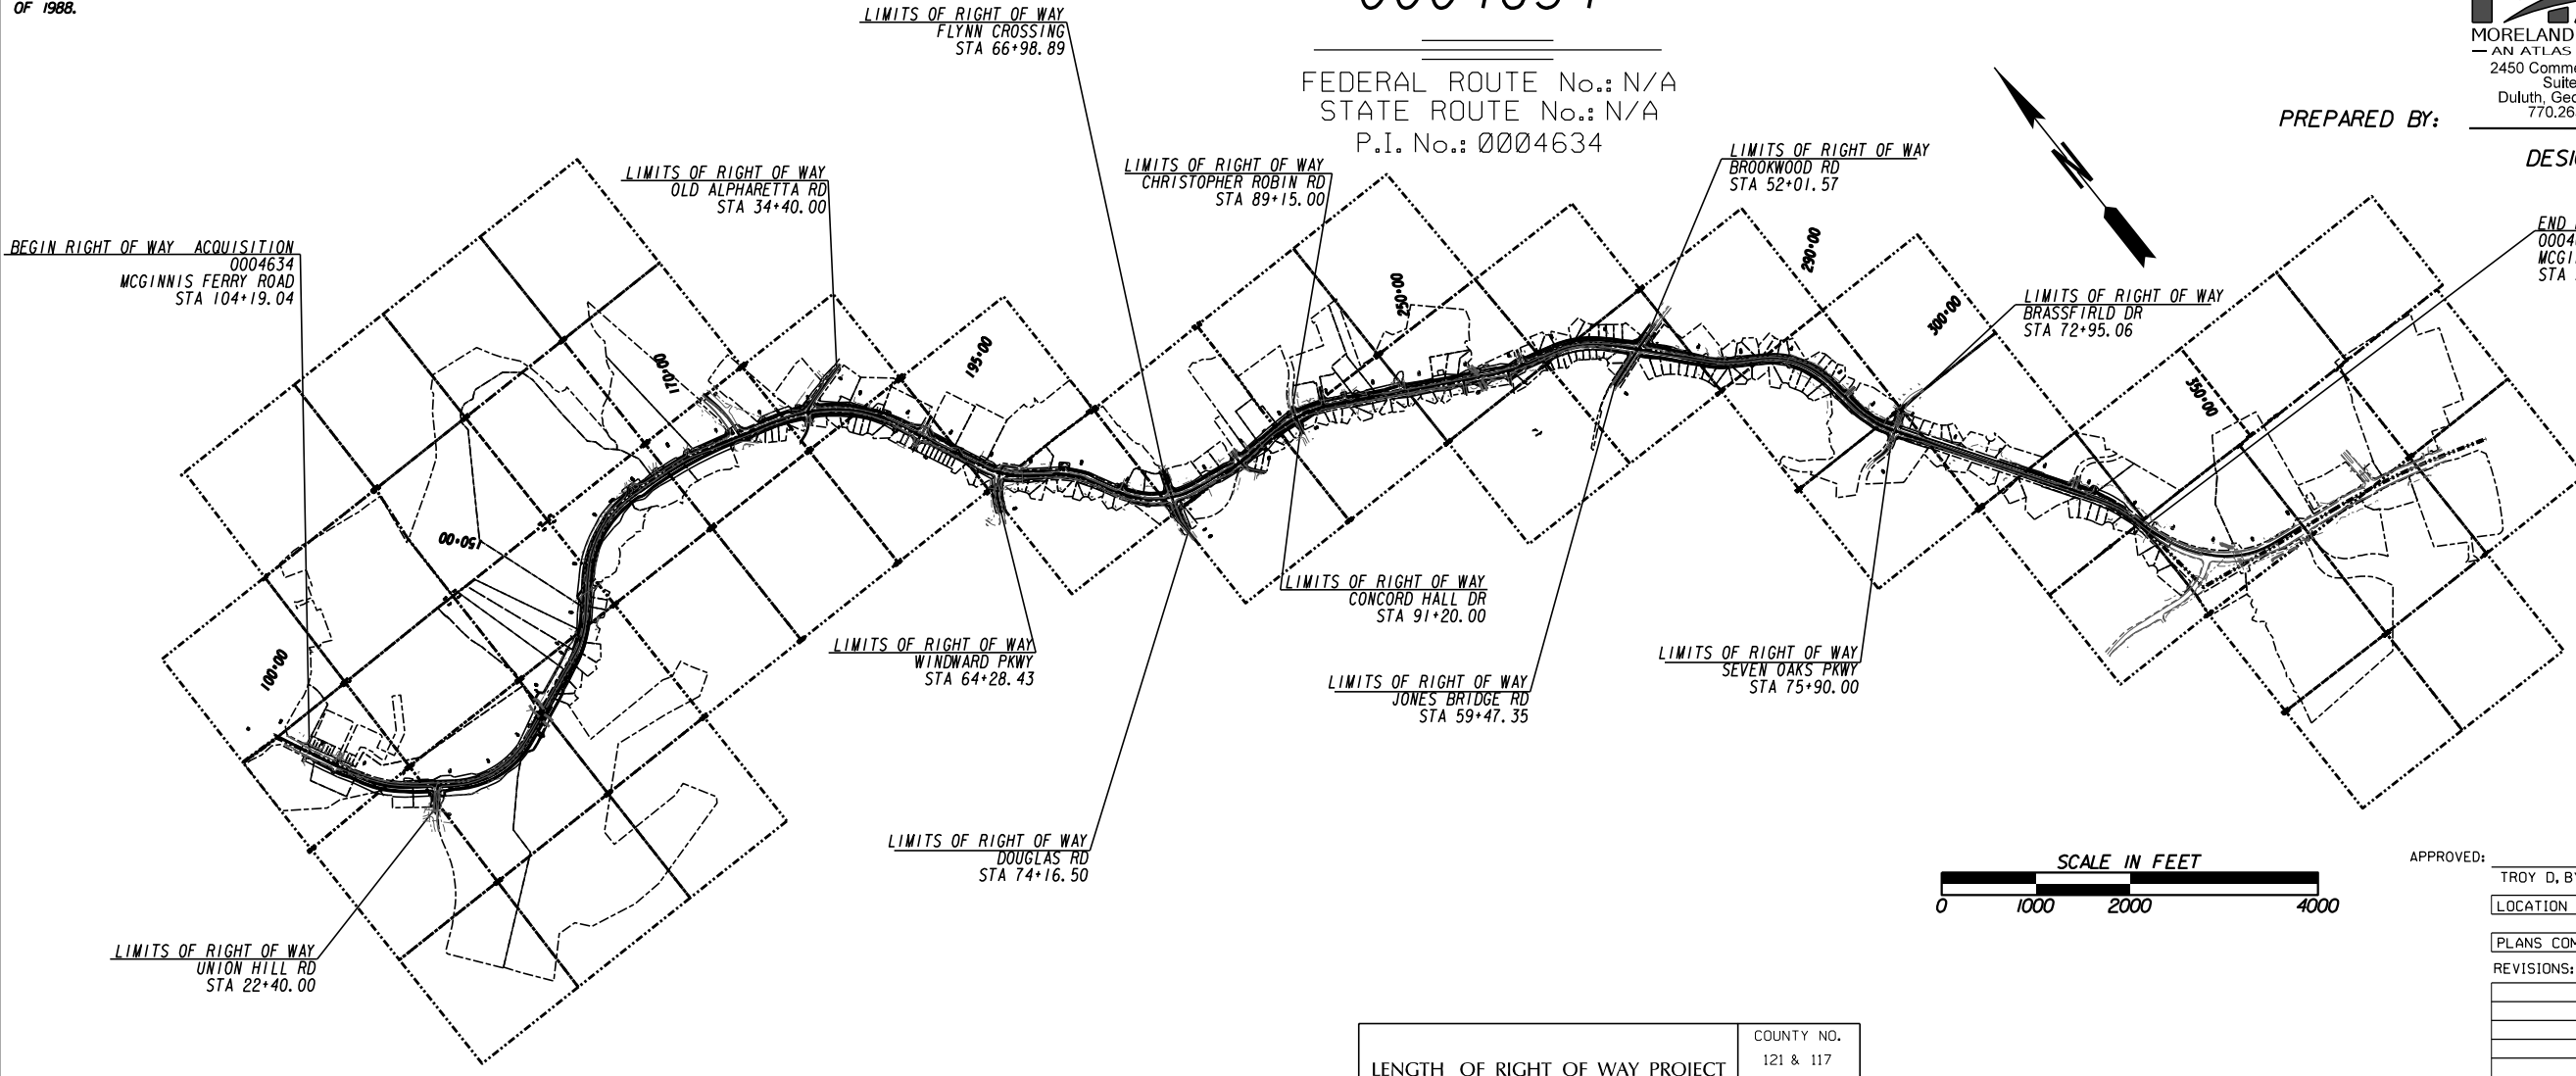 OF 1988.
LIMITS OF RIGHT OF WAY
FLYNN CROSSING
STA 66+98.89
FEDERAL ROUTE No.: N/A
STATE ROUTE No.: N/A
P.I. No.: 0004634
MORELAND
AN ATLAS
2450
Suite
Duluth,
770.26
PREPARED BY:
LIMITS OF RIGHT OF WAY
OLD ALPHARETTA RD
STA 34+40.00
LIMITS OF RIGHT OF WAY
CHRISTOPHER ROBIN RD
STA 89+15.00
LIMITS OF RIGHT OF WAY
BROOKWOOD RD
STA 52+01.57
N
BEGIN RIGHT OF WAY ACQUISITION
0004634
MCGINNIS FERRY ROAD
STA 104+19.04
END
STA
LIMITS OF RIGHT OF WAY
BRASSFIRLD DR
STA 72+95.06
100+00
150+00
170+00
195+00
250+00
290+00
300+00
350+00
LIMITS OF RIGHT OF WAY
CONCORD HALL DR
STA 91+20.00
LIMITS OF RIGHT OF WAY
WINDWARD PKWY
STA 64+28.43
LIMITS OF RIGHT OF WAY
JONES BRIDGE RD
STA 59+47.35
LIMITS OF RIGHT OF WAY
SEVEN OAKS PKWY
STA 75+90.00
LIMITS OF RIGHT OF WAY
DOUGLAS RD
STA 74+16.50
LIMITS OF RIGHT OF WAY
UNION HILL RD
STA 22+40.00
SCALE IN FEET
0 1000 2000 4000
APPROVED:
TROY D.
LOCATION
PLANS
REVISIONS:
LENGTH OF RIGHT OF WAY PROJECT
COUNTY NO.
121 & 117